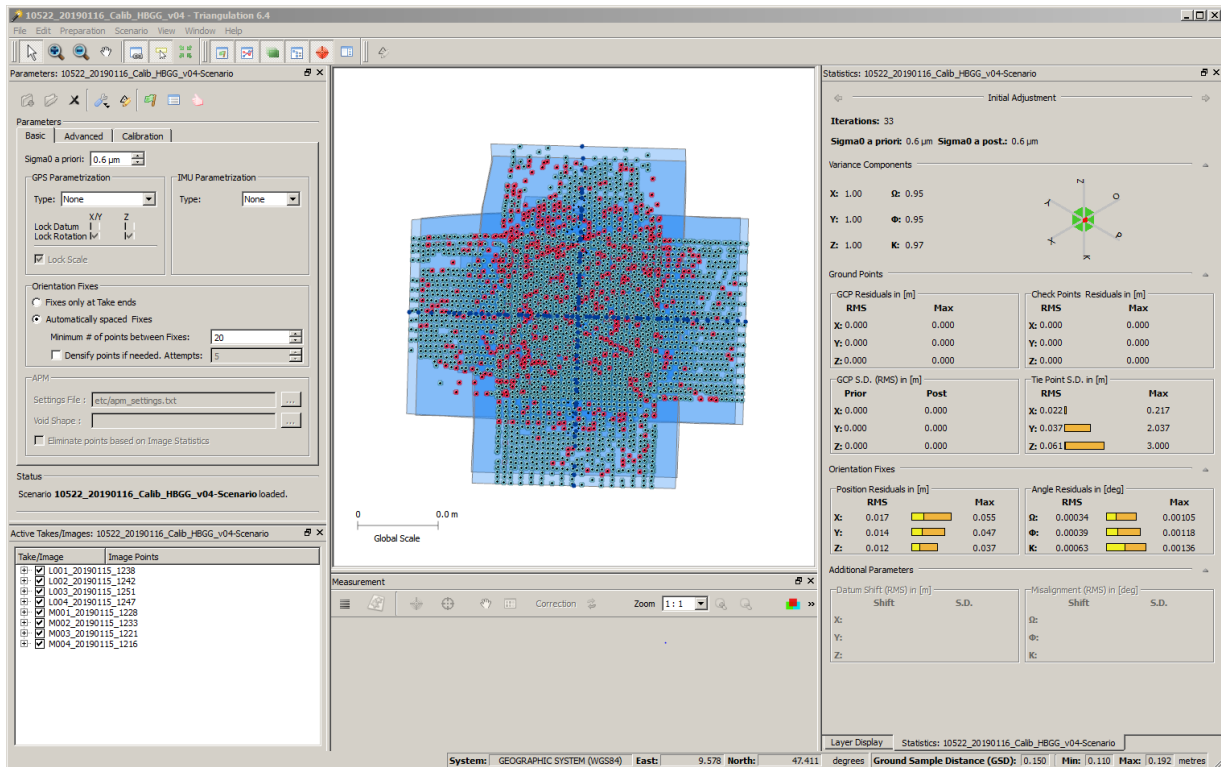 10522_20190116_Calib_HBGG_v04 - Triangulation 6.4
File Edit Preparation Scenario View Window Help
Parameters: 10522_20190116_Calib_HBGG_v04-Scenario
Parameters
Basic Advanced Calibration
Sigma0 a priori: 0.6 µm
GPS Parametrization
Type: None
X/Y Z
Lock Datum
Lock Rotation
Lock Scale
IMU Parametrization
Type: None
Orientation Fixes
Fixes only at Take ends
Automatically spaced Fixes
Minimum # of points between Fixes: 20
Densify points if needed. Attempts: 5
APM
Settings File : etc/apm_settings.txt ...
Void Shape : ...
Eliminate points based on Image Statistics
Status
Scenario 10522_20190116_Calib_HBGG_v04-Scenario loaded.
Active Takes/Images: 10522_20190116_Calib_HBGG_v04-Scenario
Take/Image Image Points
L001_20190115_1238
L002_20190115_1242
L003_20190115_1251
L004_20190115_1247
M001_20190115_1228
M002_20190115_1233
M003_20190115_1221
M004_20190115_1216
0 0.0 m
Global Scale
Measurement
Correction Zoom 1 : 1 »
Statistics: 10522_20190116_Calib_HBGG_v04-Scenario
Initial Adjustment
Iterations: 33
Sigma0 a priori: 0.6 µm Sigma0 a post.: 0.6 µm
Variance Components
X: 1.00 Ω: 0.95
Y: 1.00 Φ: 0.95
Z: 1.00 K: 0.97
Z
Y
O
X
P
K
Ground Points
GCP Residuals in [m]
RMS Max
X: 0.000 0.000
Y: 0.000 0.000
Z: 0.000 0.000
Check Points Residuals in [m]
RMS Max
X: 0.000 0.000
Y: 0.000 0.000
Z: 0.000 0.000
GCP S.D. (RMS) in [m]
Prior Post
X: 0.000 0.000
Y: 0.000 0.000
Z: 0.000 0.000
Tie Point S.D. in [m]
RMS Max
X: 0.022 0.217
Y: 0.037 2.037
Z: 0.061 3.000
Orientation Fixes
Position Residuals in [m]
RMS Max
X: 0.017 0.055
Y: 0.014 0.047
Z: 0.012 0.037
Angle Residuals in [deg]
RMS Max
Ω: 0.00034 0.00105
Φ: 0.00039 0.00118
K: 0.00063 0.00136
Additional Parameters
Datum Shift (RMS) in [m]
Shift S.D.
X:
Y:
Z:
Misalignment (RMS) in [deg]
Shift S.D.
Ω:
Φ:
K:
Layer Display Statistics: 10522_20190116_Calib_HBGG_v04-Scenario
System: GEOGRAPHIC SYSTEM (WGS84) East: 9.578 North: 47.411 degrees Ground Sample Distance (GSD): 0.150 Min: 0.110 Max: 0.192 metres